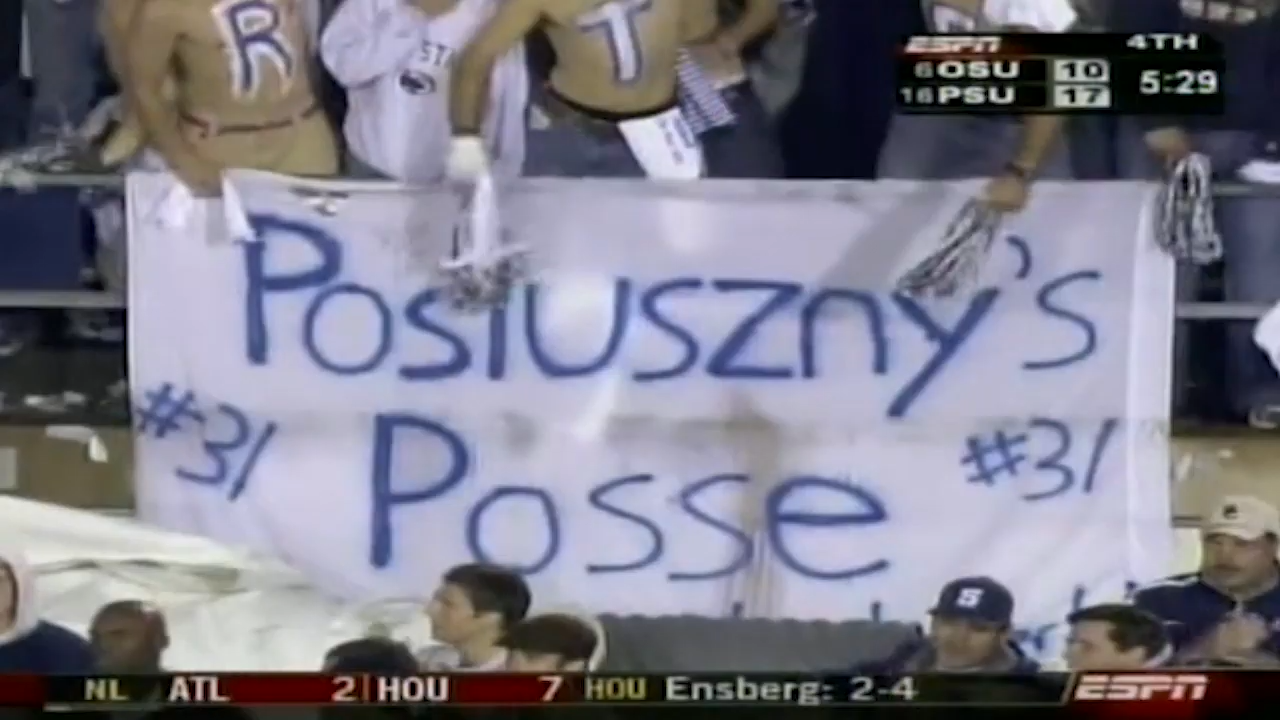 R
T
ST
ESPN 4TH
6 OSU 10
16 PSU 17
5:29
Posluszny's
#31 Posse #31
S
NL ATL 2 HOU 7 HOU Ensberg: 2-4 ESPN